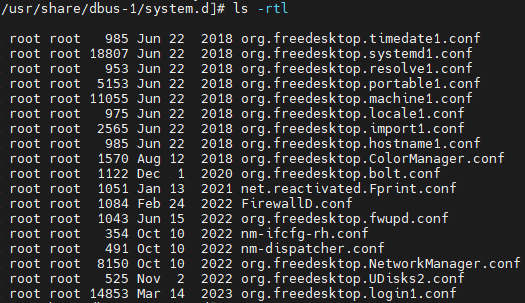 /usr/share/dbus-1/system.d]# ls -rtl
root root 985 Jun 22 2018 org.freedesktop.timedate1.conf
root root 18807 Jun 22 2018 org.freedesktop.systemd1.conf
root root 953 Jun 22 2018 org.freedesktop.resolve1.conf
root root 5153 Jun 22 2018 org.freedesktop.portable1.conf
root root 11055 Jun 22 2018 org.freedesktop.machine1.conf
root root 975 Jun 22 2018 org.freedesktop.locale1.conf
root root 2565 Jun 22 2018 org.freedesktop.import1.conf
root root 985 Jun 22 2018 org.freedesktop.hostname1.conf
root root 1570 Aug 12 2018 org.freedesktop.ColorManager.conf
root root 1122 Dec 1 2020 org.freedesktop.bolt.conf
root root 1051 Jan 13 2021 net.reactivated.Fprint.conf
root root 1084 Feb 24 2022 FirewallD.conf
root root 1043 Jun 15 2022 org.freedesktop.fwupd.conf
root root 354 Oct 10 2022 nm-ifcfg-rh.conf
root root 491 Oct 10 2022 nm-dispatcher.conf
root root 8150 Oct 10 2022 org.freedesktop.NetworkManager.conf
root root 525 Nov 2 2022 org.freedesktop.UDisks2.conf
root root 14853 Mar 14 2023 org.freedesktop.login1.conf